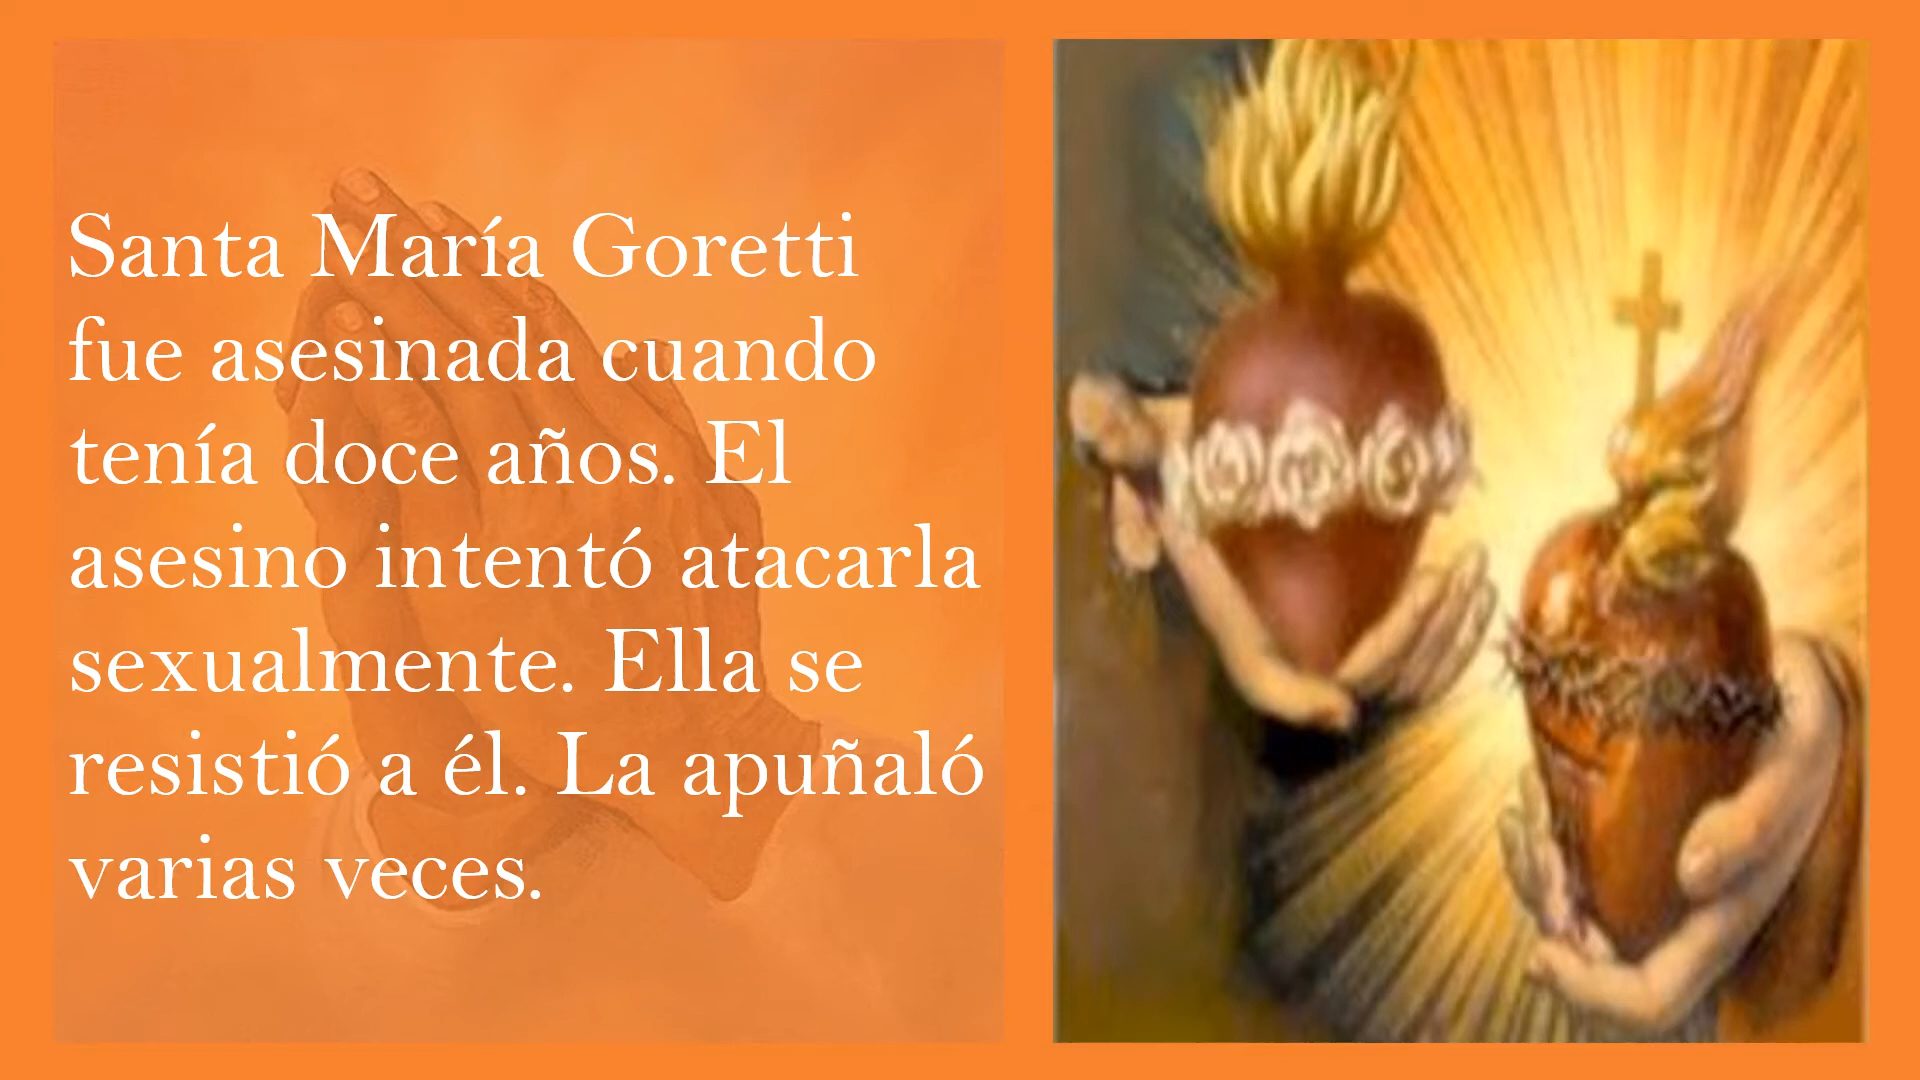 Santa María Goretti
fue asesinada cuando
tenía doce años. El
asesino intentó atacarla
sexualmente. Ella se
resistió a él. La apuñaló
varias veces.